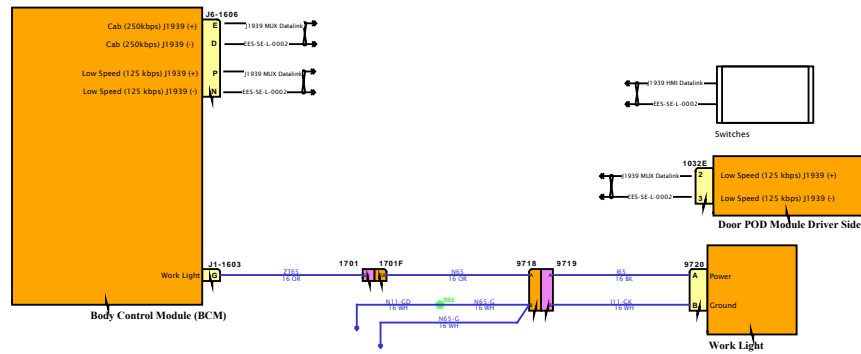 J6-1606
Cab (250kbps) J1939 (+)
E
J1939 MUX Datalink
Cab (250kbps) J1939 (-)
D
EES-SE-L-0002
Low Speed (125 kbps) J1939 (+)
P
J1939 MUX Datalink
Low Speed (125 kbps) J1939 (-)
N
EES-SE-L-0002
J1939 HMI Datalink
EES-SE-L-0002
Switches
1032E
J1939 MUX Datalink
2
Low Speed (125 kbps) J1939 (+)
EES-SE-L-0002
3
Low Speed (125 kbps) J1939 (-)
Door POD Module Driver Side
J1-1603
1701
1701F
9718
9719
9720
Work Light
G
ZT65
16 OR
N65
16 OR
A
A
J65
16 BK
A
Power
N11-GD
16 WH
SB2
N65-G
16 WH
J11-GK
16 WH
B
Ground
N65-G
16 WH
Body Control Module (BCM)
Work Light